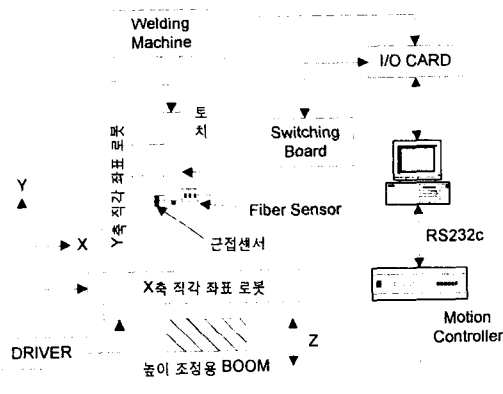 Welding
Machine
I/O CARD
토
치
Switching
Board
Y축 직각 좌표 로봇
Y
Fiber Sensor
X
근접센서
RS232c
X축 직각 좌표 로봇
Motion
Controller
Z
DRIVER
높이 조정용 BOOM